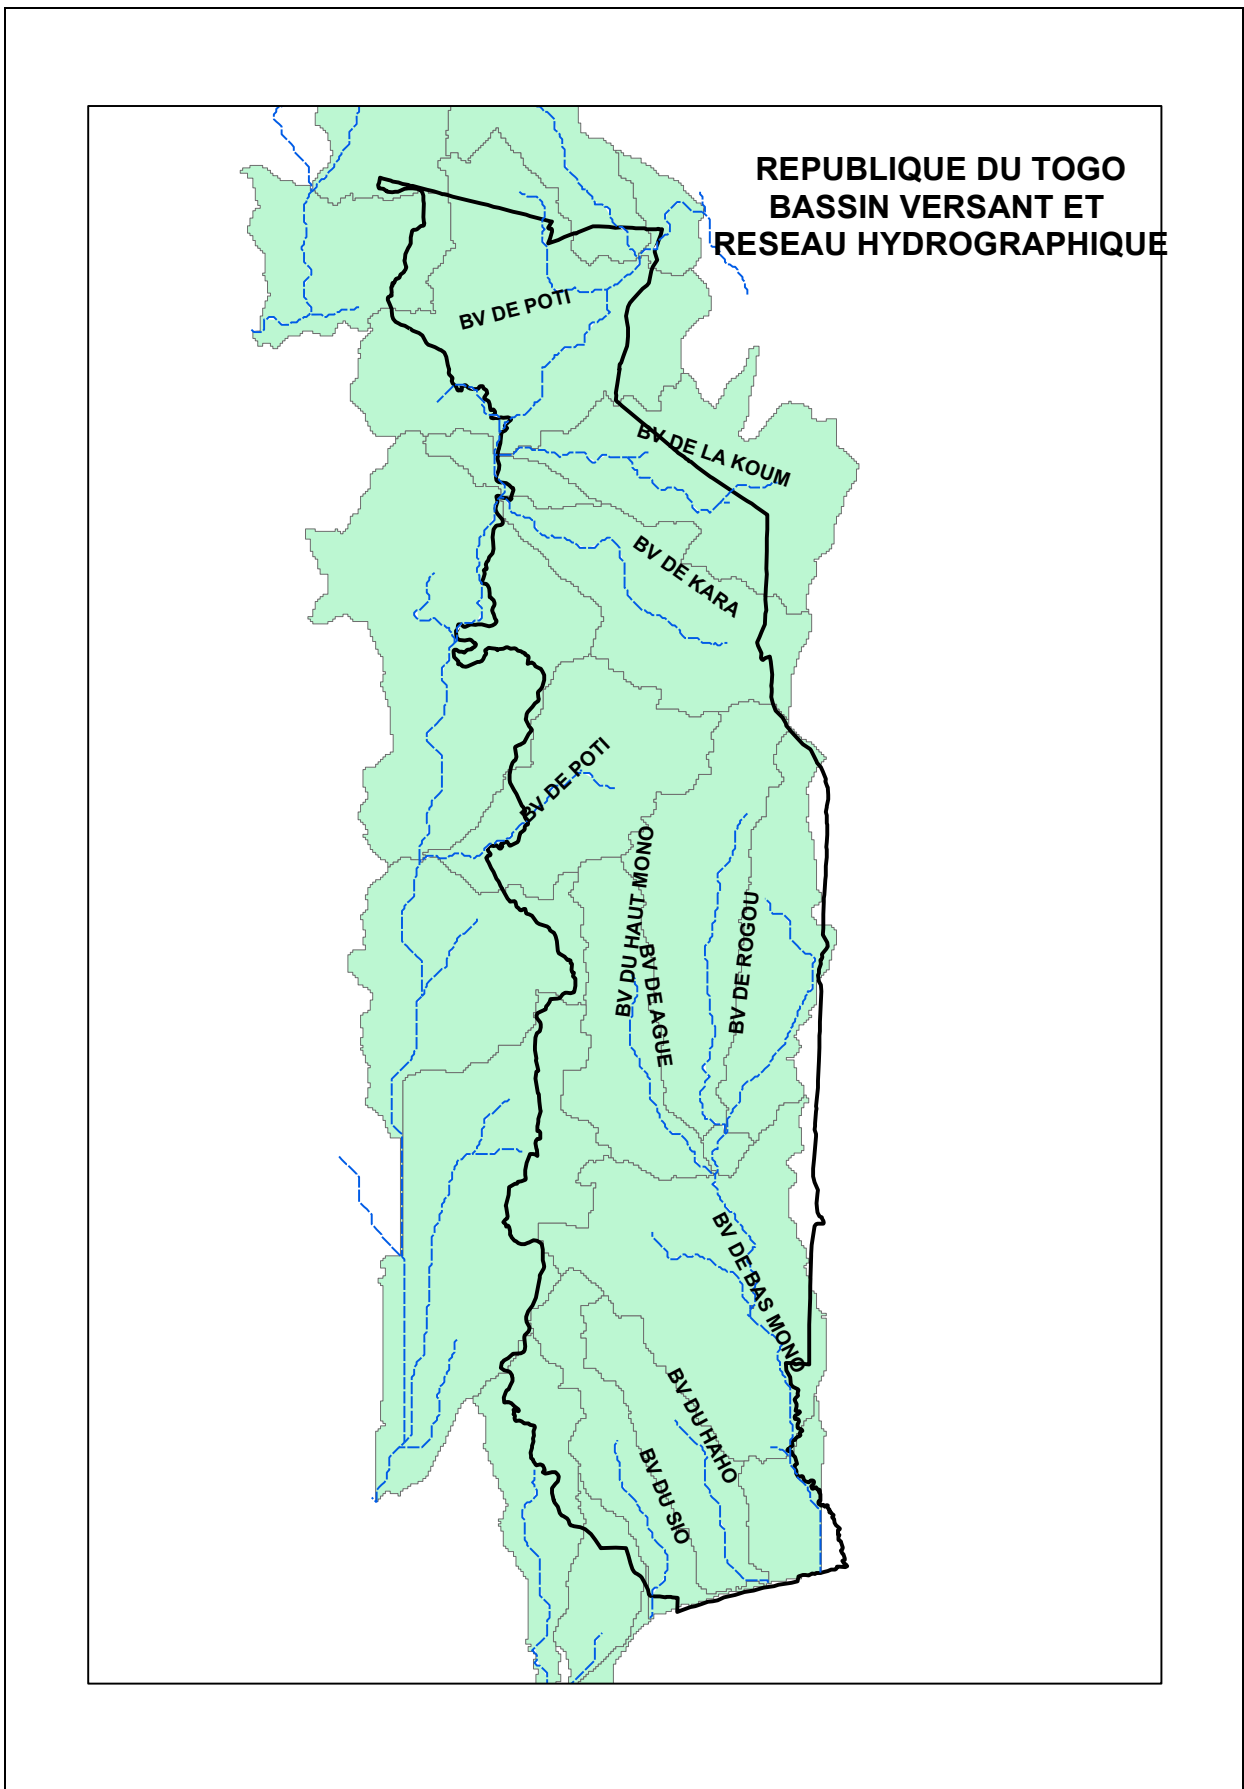 REPUBLIQUE DU TOGO
BASSIN VERSANT ET
RESEAU HYDROGRAPHIQUE
BV DE POTI
BV DE LA KOUM
BV DE KARA
BV DE POTI
BV DU HAUT MONO
BV DE AGUE
BV DE ROGOU
BV DE BAS MONO
BV DU HAHO
BV DU SIO